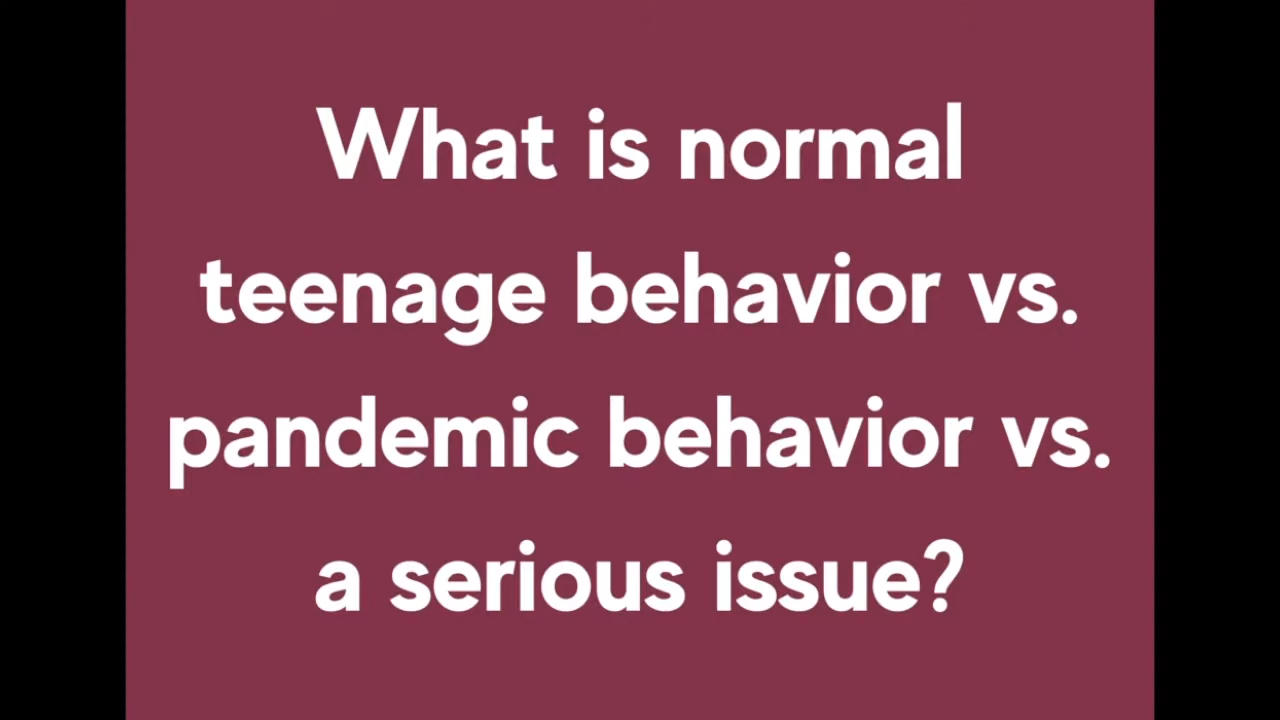 What is normal
teenage behavior vs.
pandemic behavior vs.
a serious issue?